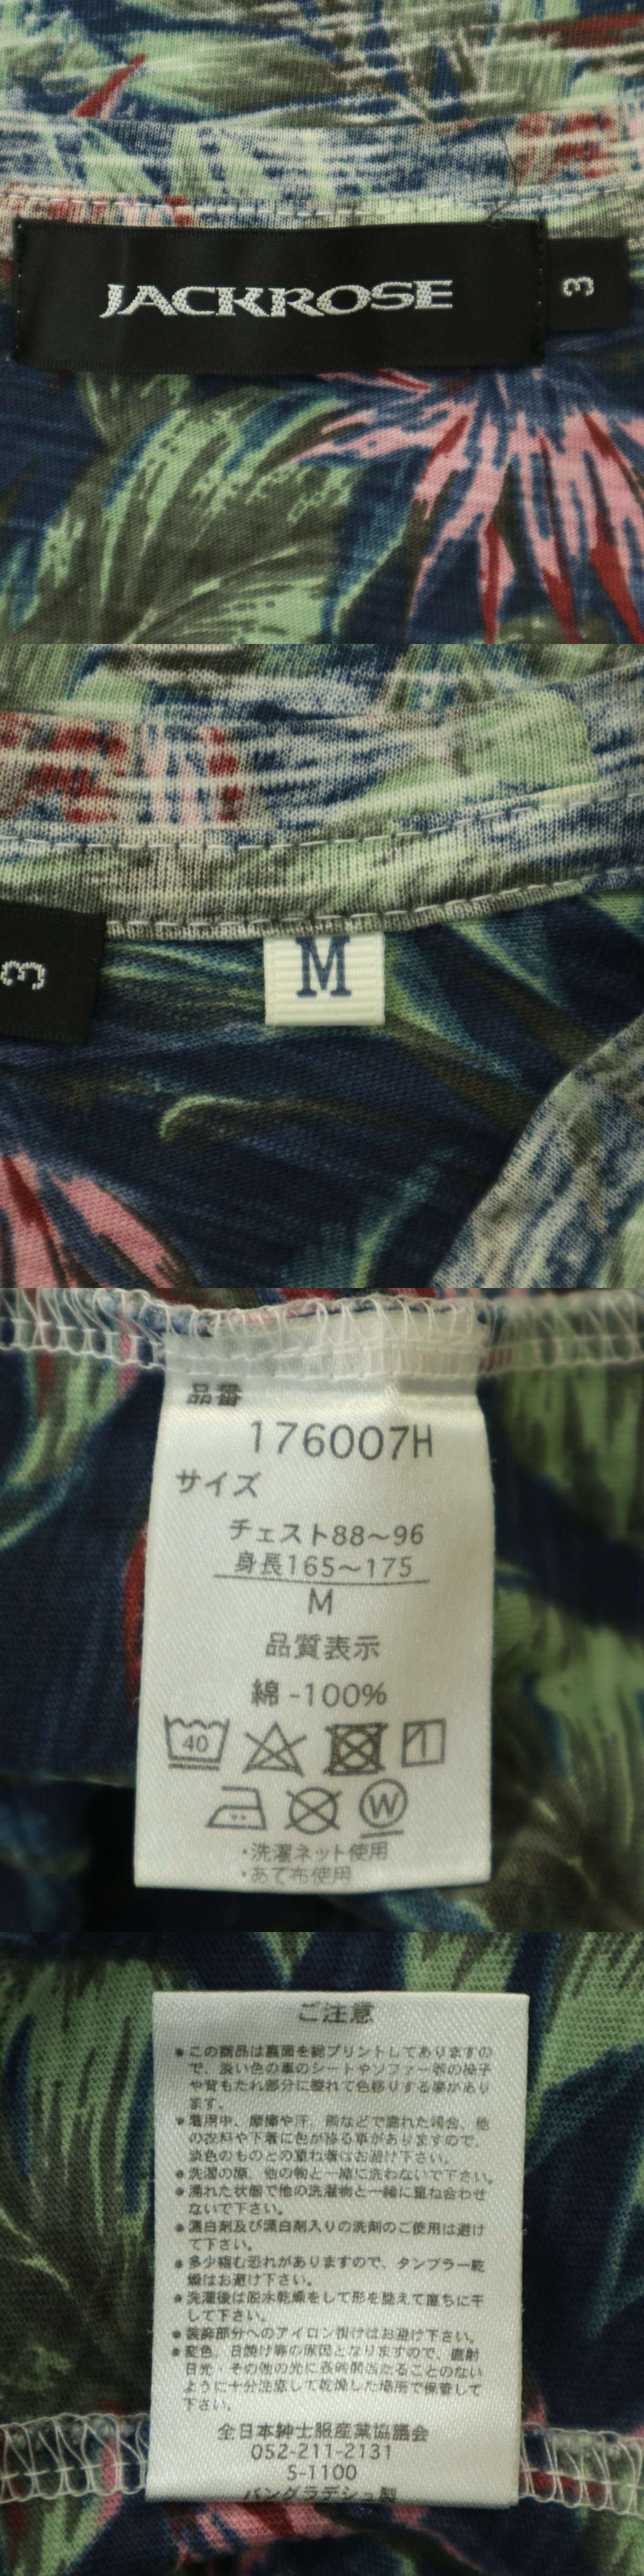 JACKROSE
3
3
M
品番
176007H
サイズ
チェスト88～96
身長165～175
M
品質表示
綿 -100%
40
W
・洗濯ネット使用
・あて布使用
ご注意
●この商品は裏面を総プリントしてありますの
で、淡い色の車のシートやソファー等の椅子
や背もたれ部分に擦れて色移りする事があり
ます。
●着用中、摩擦や汗、雨などで濡れた場合、他
の衣料や下着に色が移る事がありますので、
淡色のものとの重ね着はお避け下さい。
●洗濯の際、他の物と一緒に洗わないで下さい。
●濡れた状態で他の洗濯物と一緒に重ね合わせ
ないで下さい。
●漂白剤及び漂白剤入りの洗剤のご使用は避け
て下さい。
●多少縮む恐れがありますので、タンブラー乾
燥はお避け下さい。
●洗濯後は脱水乾燥をして形を整えて直ちに干
して下さい。
●装飾部分へのアイロン掛けはお避け下さい。
●変色、日焼け等の原因となりますので、直射
日光・その他の光に長時間当たることのない
ように十分注意して乾燥した場所で保管して
下さい。
全日本紳士服産業協議会
052-211-2131
5-1100
バングラデシュ製